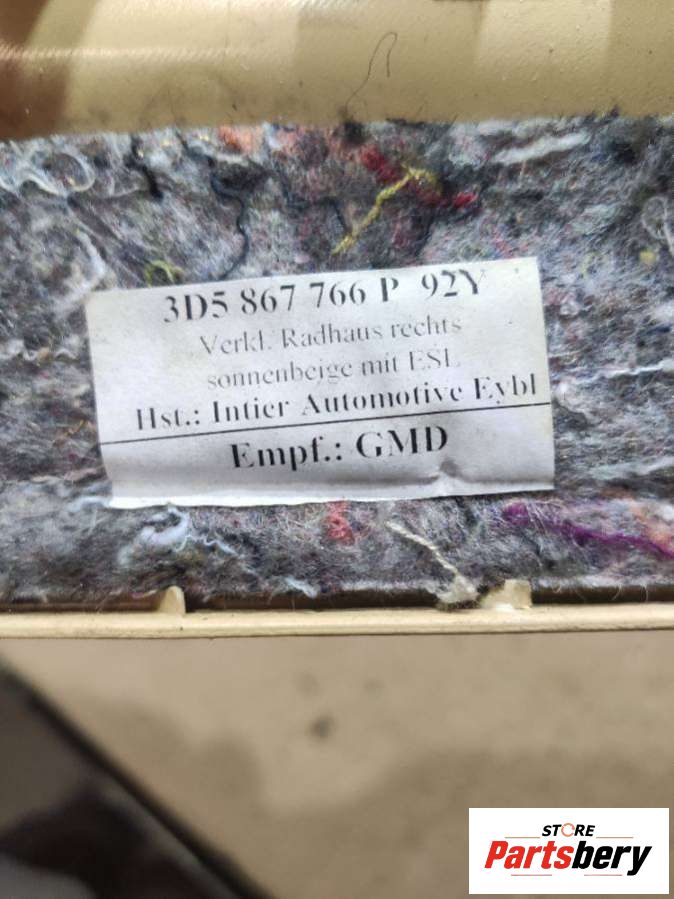 3D5 867 766 P 92Y
Verkl. Radhaus rechts
sonnenbeige mit ESL
Hst.: Intier Automotive Eybl
Empf.: GMD
STORE
Partsbery